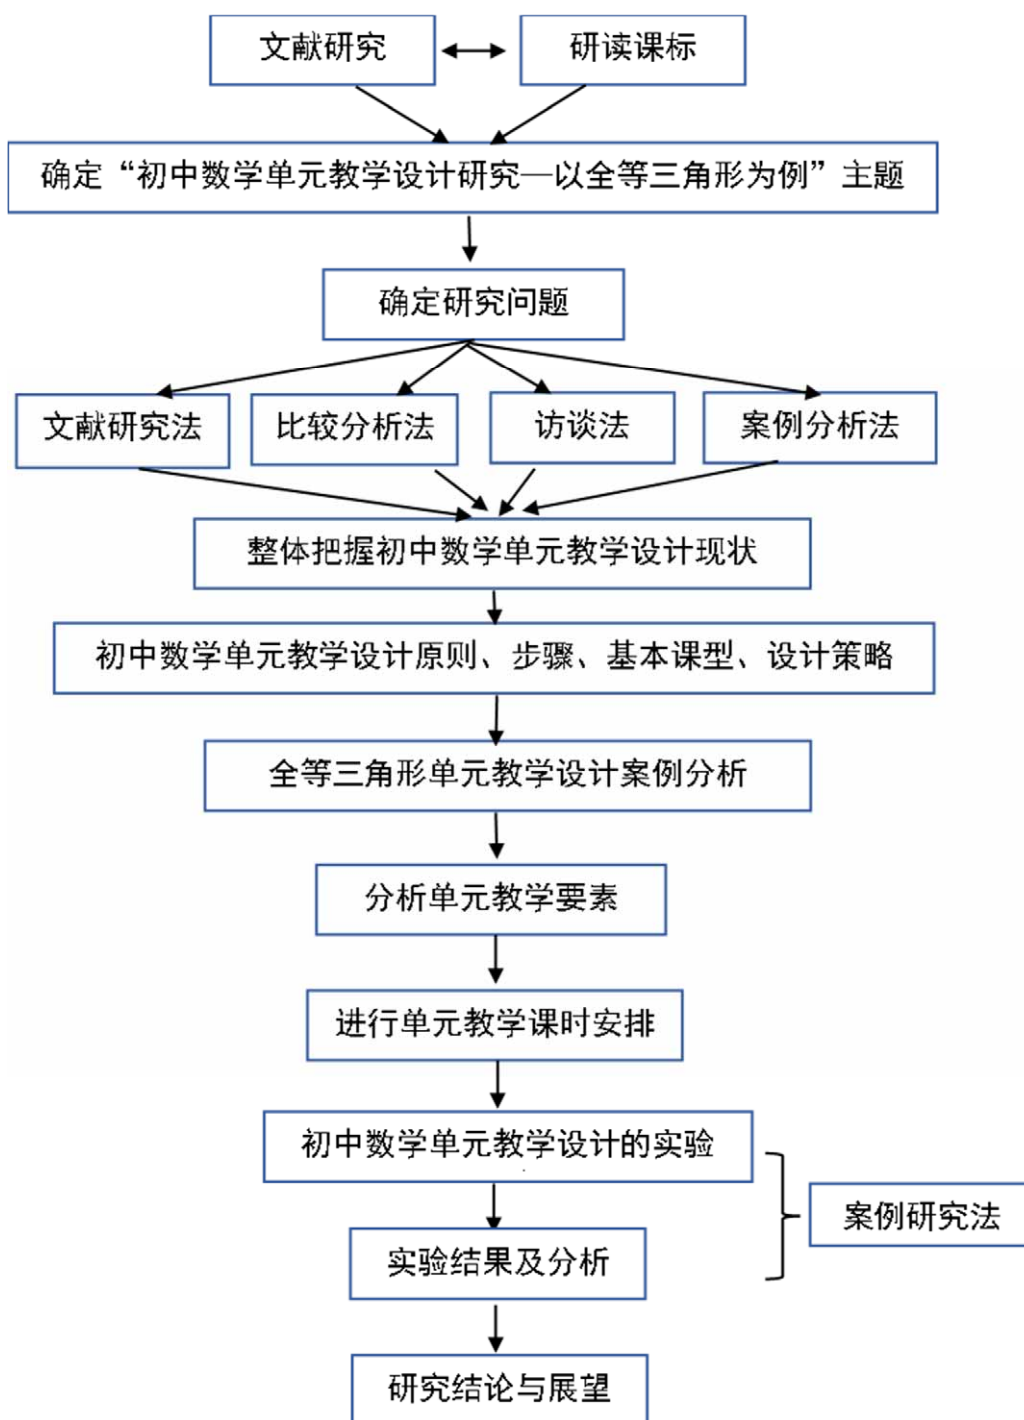 文献研究
研读课标
确定“初中数学单元教学设计研究—以全等三角形为例”主题
确定研究问题
文献研究法
比较分析法
访谈法
案例分析法
整体把握初中数学单元教学设计现状
初中数学单元教学设计原则、步骤、基本课型、设计策略
全等三角形单元教学设计案例分析
分析单元教学要素
进行单元教学课时安排
初中数学单元教学设计的实验
案例研究法
实验结果及分析
研究结论与展望